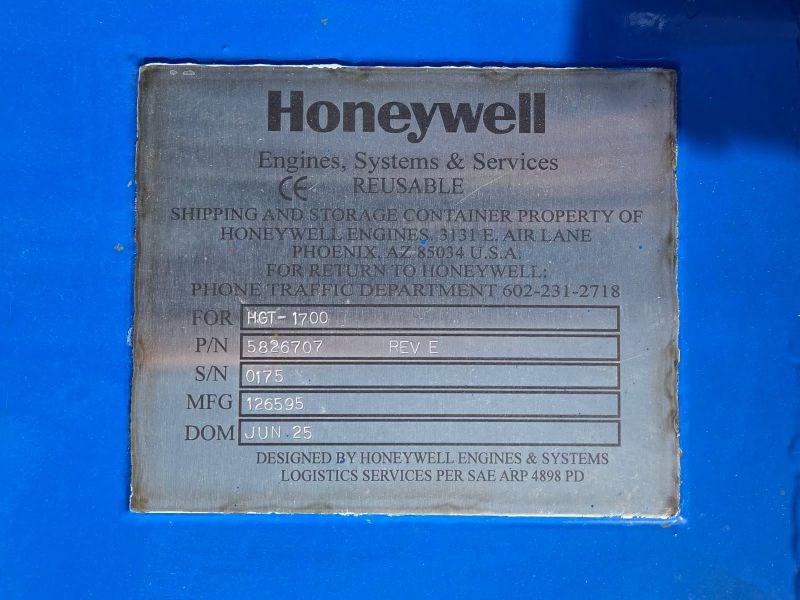 Honeywell
Engines, Systems & Services
CE REUSABLE
SHIPPING AND STORAGE CONTAINER PROPERTY OF
HONEYWELL ENGINES, 3131 E. AIR LANE
PHOENIX, AZ 85034 U.S.A.
FOR RETURN TO HONEYWELL:
PHONE TRAFFIC DEPARTMENT 602-231-2718
FOR HGT-1700
P/N 5826707 REV E
S/N 0175
MFG 126595
DOM JUN.25
DESIGNED BY HONEYWELL ENGINES & SYSTEMS
LOGISTICS SERVICES PER SAE ARP 4898 PD